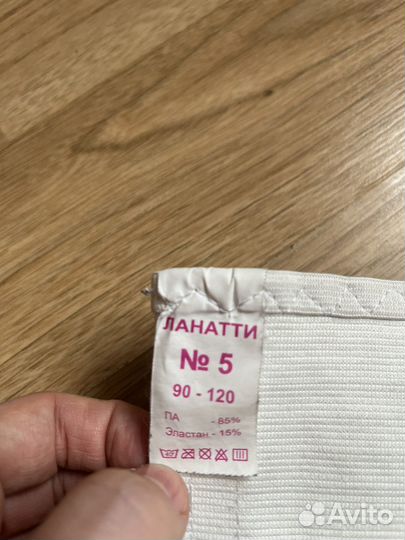 ЛАНАТТИ
№ 5
90 - 120
ПА - 85%
Эластан - 15%
Avito